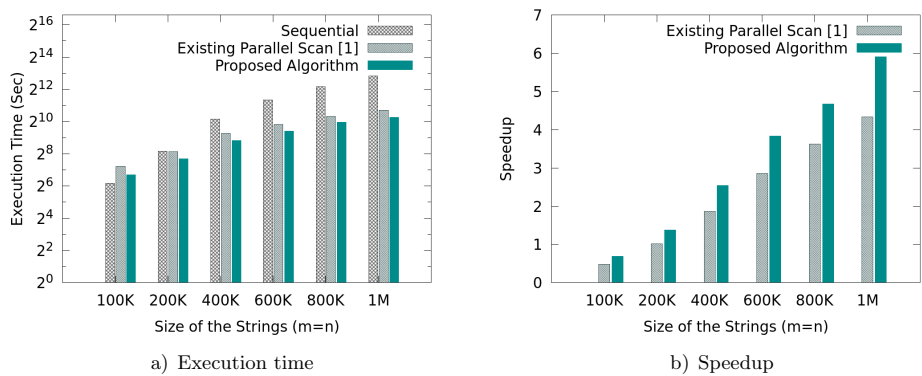 Execution Time (Sec)
2^16
2^14
2^12
2^10
2^8
2^6
2^4
2^2
2^0
Sequential
Existing Parallel Scan [1]
Proposed Algorithm
100K 200K 400K 600K 800K 1M
Size of the Strings (m=n)
a) Execution time
Speedup
7
6
5
4
3
2
1
0
Existing Parallel Scan [1]
Proposed Algorithm
100K 200K 400K 600K 800K 1M
Size of the Strings (m=n)
b) Speedup